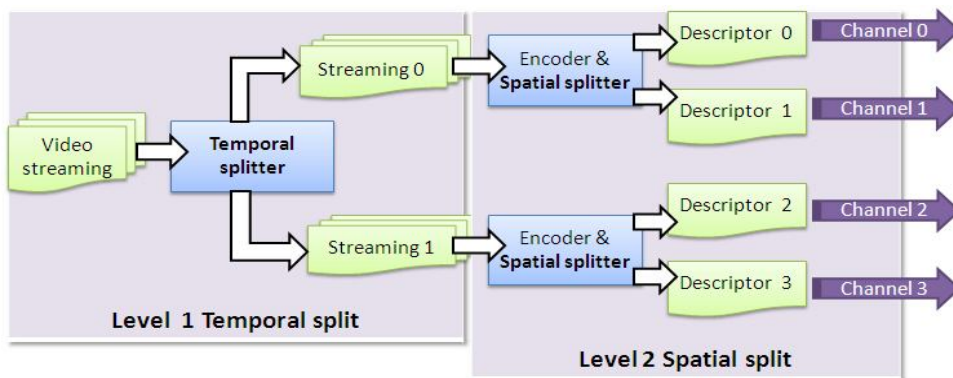 Video
streaming
Temporal
splitter
Streaming 0
Streaming 1
Level 1 Temporal split
Encoder &
Spatial splitter
Descriptor 0
Channel 0
Descriptor 1
Channel 1
Encoder &
Spatial splitter
Descriptor 2
Channel 2
Descriptor 3
Channel 3
Level 2 Spatial split